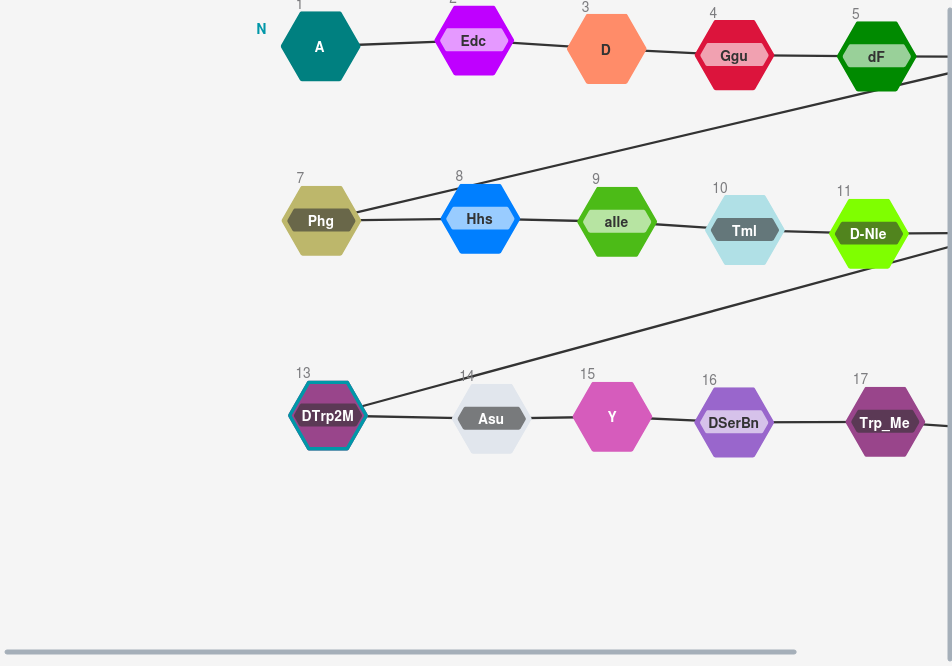 1 2 3 4 5
N A Edc D Ggu dF
7 8 9 10 11
Phg Hhs alle Tml D-Nle
13 14 15 16 17
DTrp2M Asu Y DSerBn Trp_Me